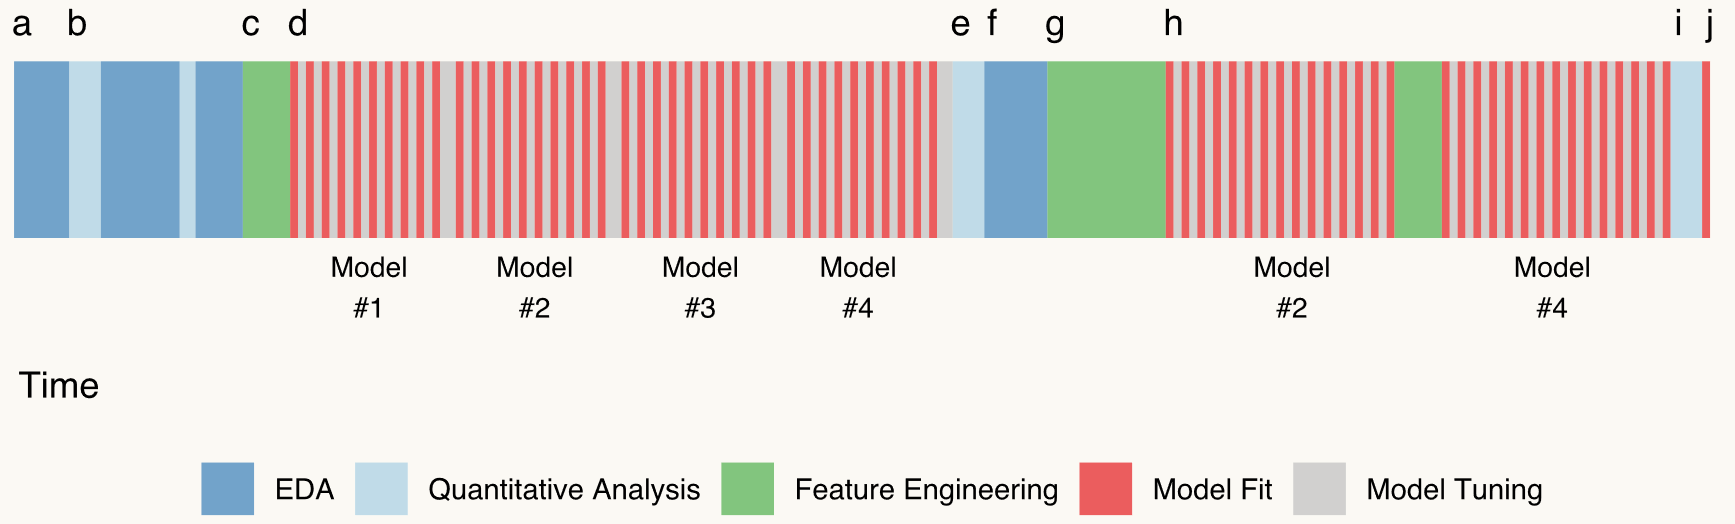 a b c d e f g h i j
Model Model Model Model Model Model
#1 #2 #3 #4 #2 #4
Time
EDA Quantitative Analysis Feature Engineering Model Fit Model Tuning